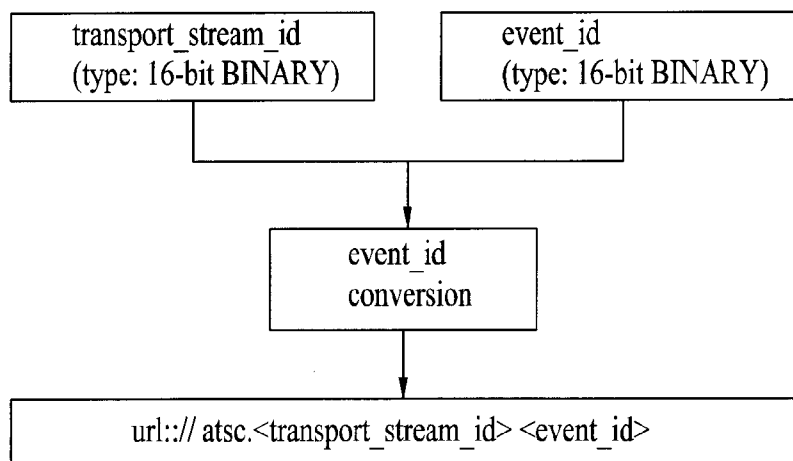 transport_stream_id
(type: 16-bit BINARY)
event_id
(type: 16-bit BINARY)
event_id
conversion
url::// atsc.<transport_stream_id> <event_id>